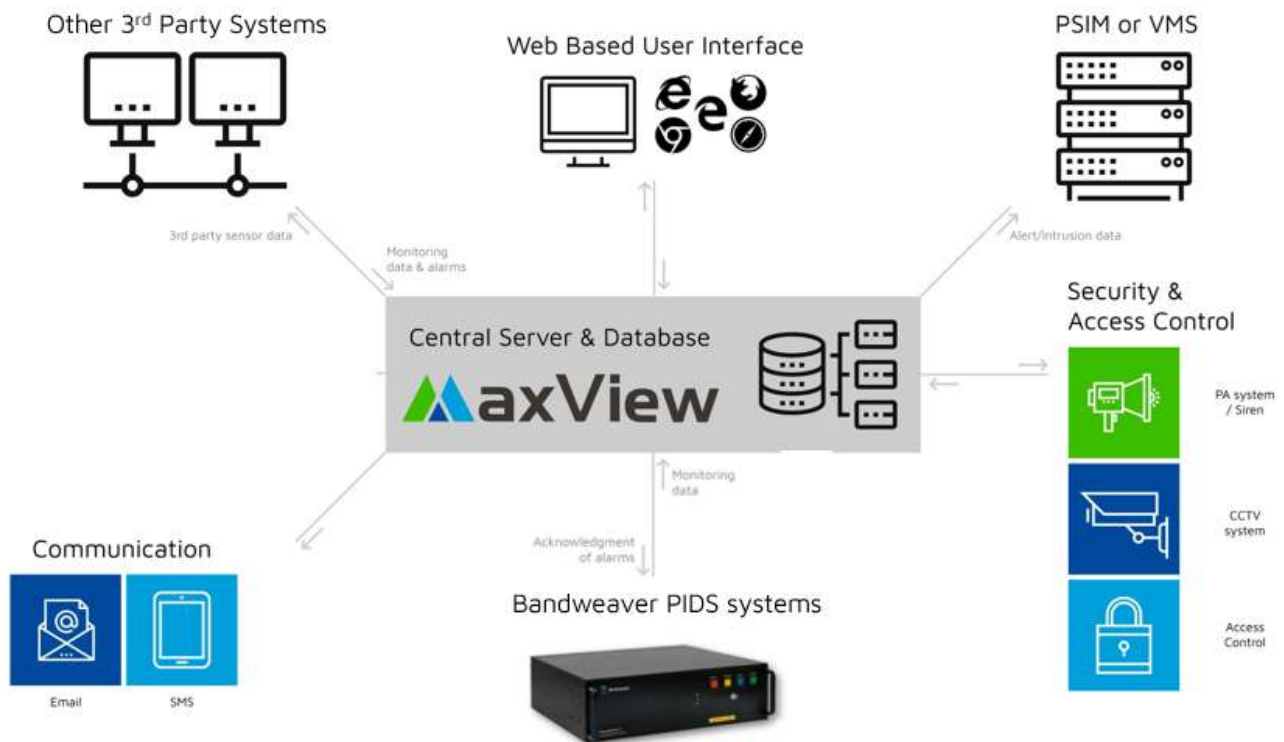 Other 3rd Party Systems
Web Based User Interface
PSIM or VMS
3rd party sensor data
Monitoring
data & alarms
Alert/Intrusion data
Security &
Access Control
Central Server & Database
MaxView
PA system
/ Siren
Monitoring
data
CCTV
system
Acknowledgment
of alarms
Communication
Bandweaver PIDS systems
Access
Control
Email
SMS